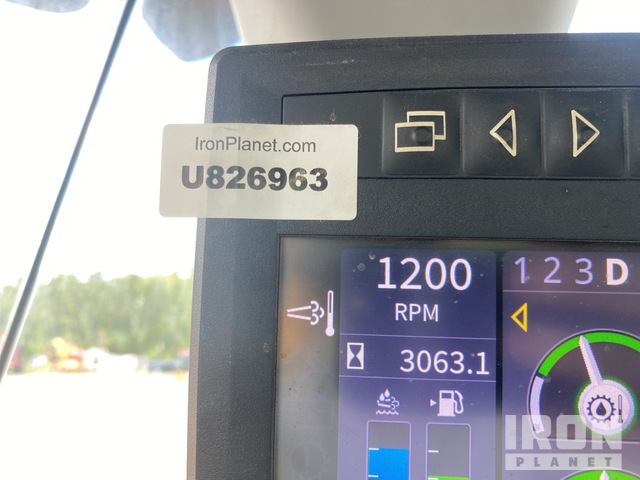 IronPlanet.com
U826963
1200
RPM
1 2 3 D
3063.1
IRON
PLANET